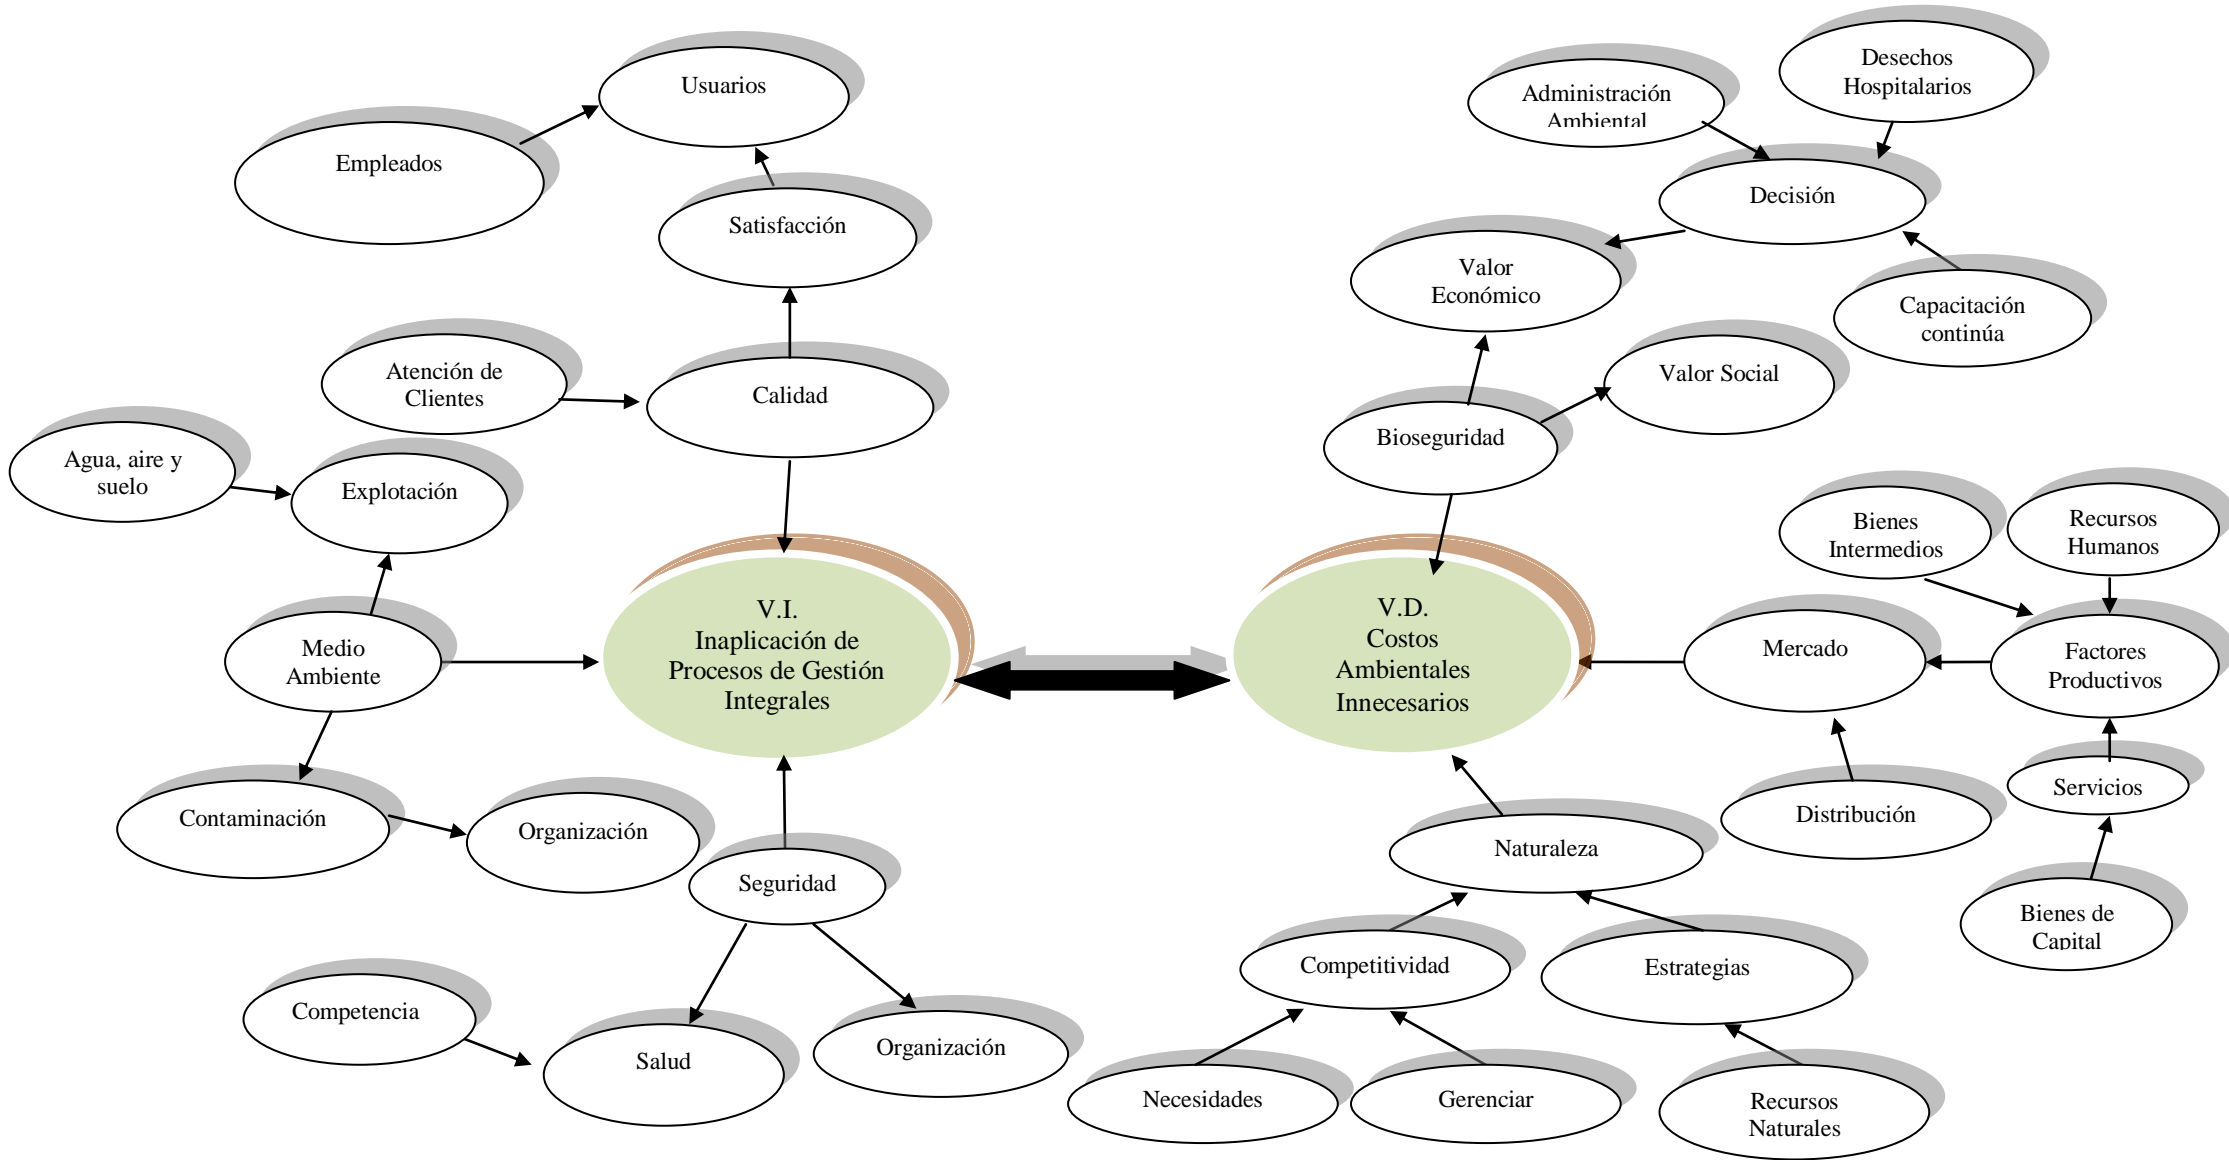 Usuarios
Empleados
Satisfacción
Atención de
Clientes
Calidad
Agua, aire y
suelo
Explotación
Medio
Ambiente
V.I.
Inaplicación de
Procesos de Gestión
Integrales
Contaminación
Organización
Seguridad
Competencia
Salud
Organización
Administración
Ambiental
Desechos
Hospitalarios
Decisión
Valor
Económico
Capacitación
continúa
Valor Social
Bioseguridad
Bienes
Intermedios
Recursos
Humanos
V.D.
Costos
Ambientales
Innecesarios
Mercado
Factores
Productivos
Servicios
Distribución
Naturaleza
Bienes de
Capital
Competitividad
Estrategias
Necesidades
Gerenciar
Recursos
Naturales